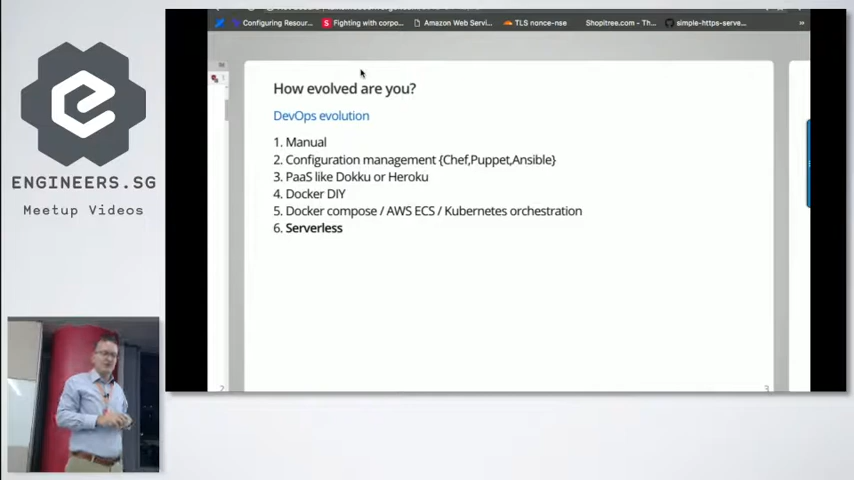 Configuring Resour...
Fighting with corpo...
Amazon Web Servi...
TLS nonce-nse
Shopitree.com - Th...
simple-https-serve...
»
ENGINEERS.SG
Meetup Videos
How evolved are you?
DevOps evolution
1. Manual
2. Configuration management {Chef,Puppet,Ansible}
3. PaaS like Dokku or Heroku
4. Docker DIY
5. Docker compose / AWS ECS / Kubernetes orchestration
6. Serverless
2
3